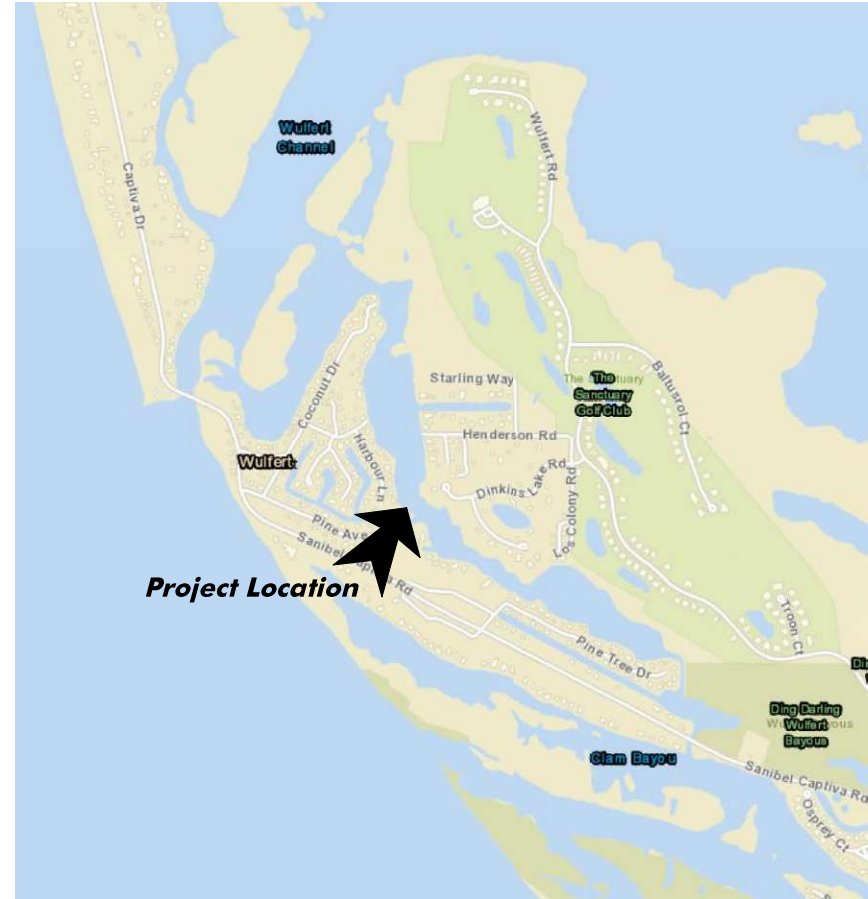 Wulfert
Channel
Wulfert Rd
Captiva Dr
Coconut Dr
Starling Way
The Sanctuary
The
Sanctuary
Golf Club
Baltusrol Ct
Henderson Rd
Harbour Ln
Wulfert
Dinkins Lake Rd
Los Colony Rd
Pine Ave
Sanibel Captiva Rd
Project Location
Troon Ct
Pine Tree Dr
Ding Darling
Wulfert
Bayous
Clam Bayou
Sanibel Captiva Rd
Osprey Ct